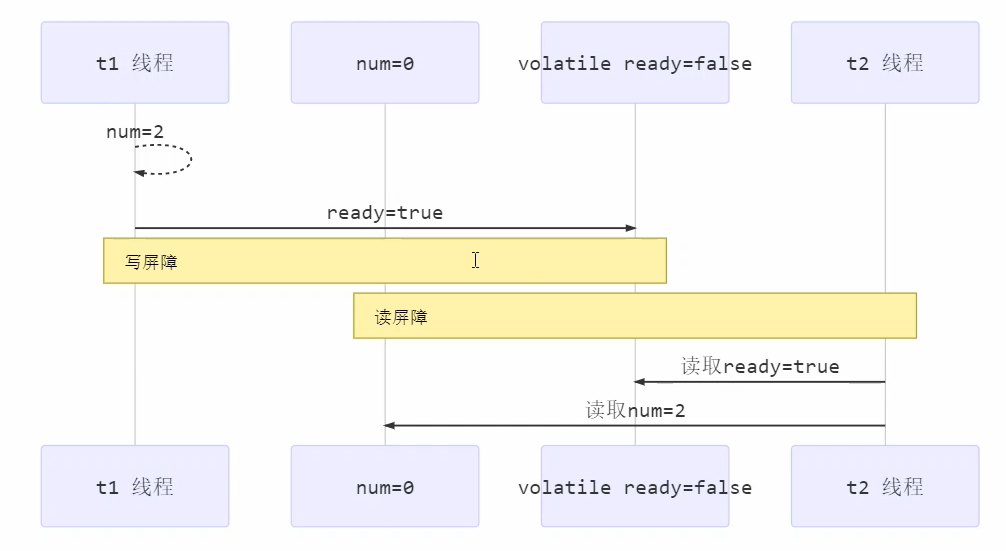 t1 线程
num=0
volatile ready=false
t2 线程
num=2
ready=true
写屏障
读屏障
读取ready=true
读取num=2
t1 线程
num=0
volatile ready=false
t2 线程